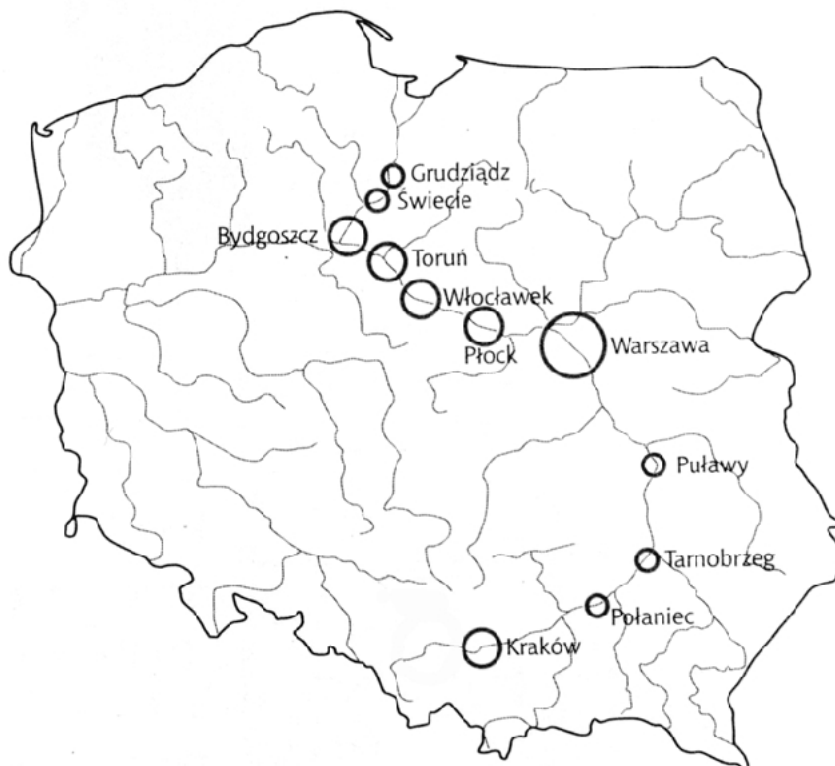 Grudziądz
Świecie
Bydgoszcz
Toruń
Włocławek
Płock
Warszawa
Puławy
Tarnobrzeg
Połaniec
Kraków